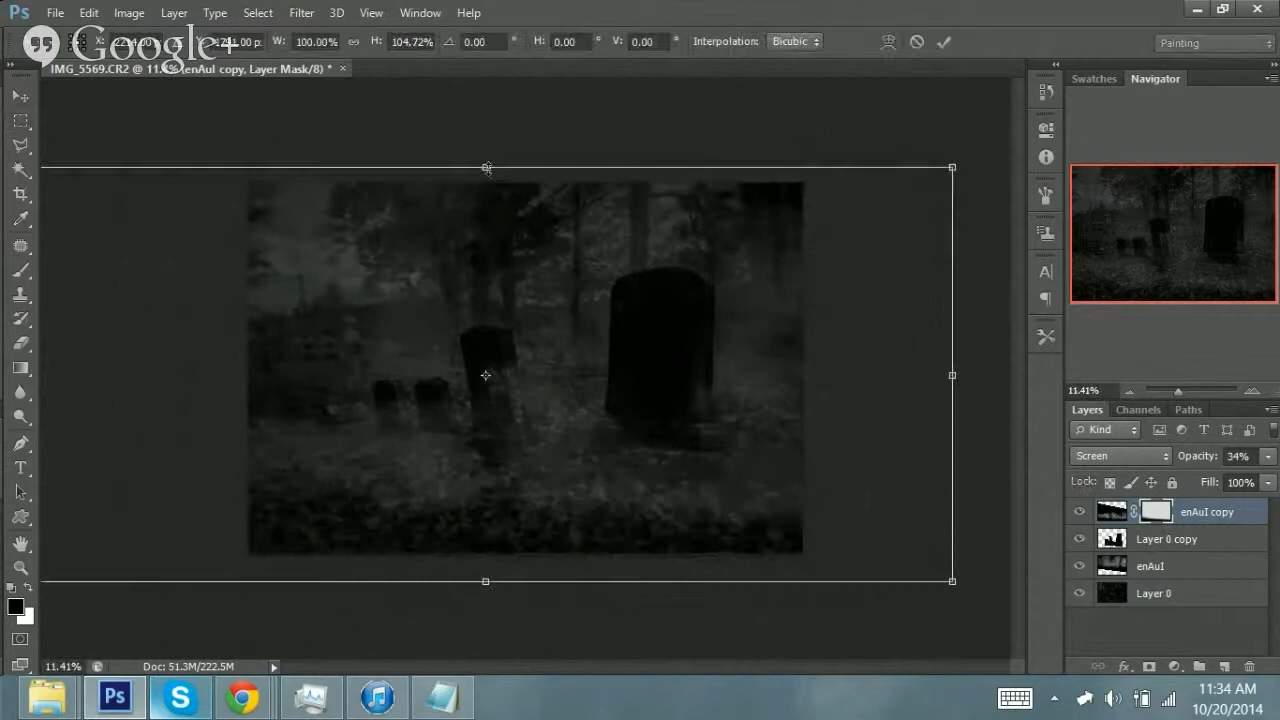 Ps File Edit Image Layer Type Select Filter 3D View Window Help
Google+
X: Y: W: 100.00% H: 104.72% 0.00 ° H: 0.00 ° V: 0.00 ° Interpolation: Bicubic Painting
IMG_5569.CR2 @ 11.4% (enAuI copy, Layer Mask/8) * ×
Swatches Navigator
11.41%
Layers Channels Paths
Kind
Screen Opacity: 34%
Lock: Fill: 100%
enAuI copy
Layer 0 copy
enAuI
Layer 0
11.41% Doc: 51.3M/222.5M
Ps
11:34 AM
10/20/2014